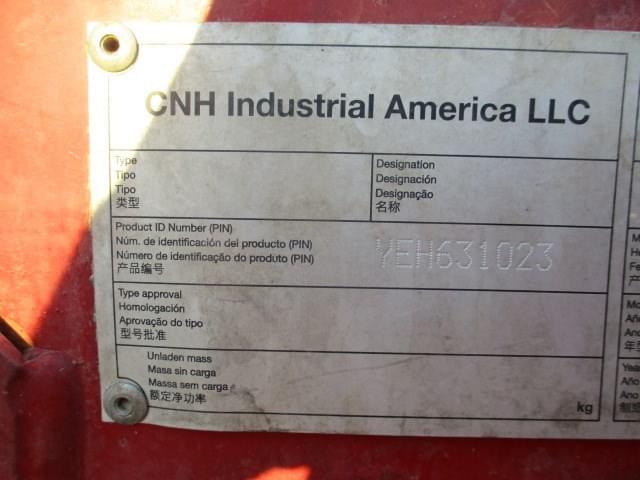 CNH Industrial America LLC
Type
Tipo
Tipo
类型
Designation
Designación
Designação
名称
Product ID Number (PIN)
Núm. de identificación del producto (PIN)
Número de identificação do produto (PIN)
产品编号
YEH631023
Type approval
Homologación
Aprovação do tipo
型号批准
Unladen mass
Masa sin carga
Massa sem carga
额定净功率
kg
Año
Ano